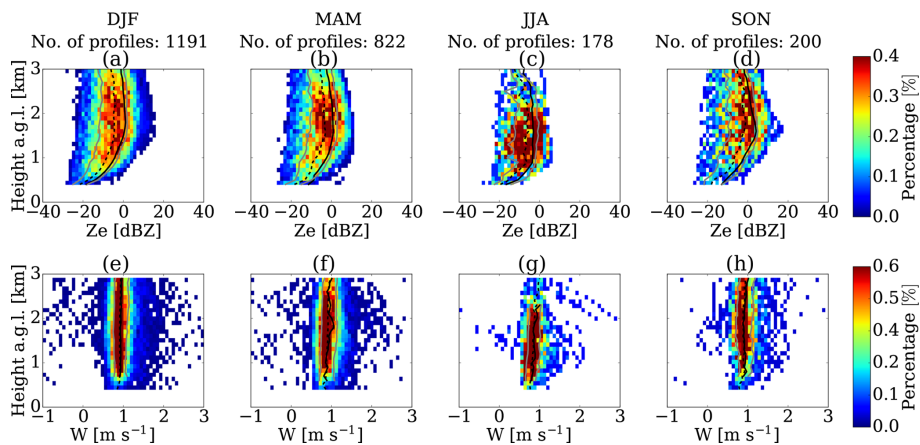 DJF MAM JJA SON
No. of profiles: 1191 No. of profiles: 822 No. of profiles: 178 No. of profiles: 200
(a) (b) (c) (d)
Height a.g.l. [km]
3
2
1
0
−40 −20 0 20 40 −40 −20 0 20 40 −40 −20 0 20 40 −40 −20 0 20 40
Ze [dBZ] Ze [dBZ] Ze [dBZ] Ze [dBZ]
0.4
0.3
0.2
0.1
0.0
Percentage [%]
(e) (f) (g) (h)
Height a.g.l. [km]
3
2
1
0
−1 0 1 2 3 −1 0 1 2 3 −1 0 1 2 3 −1 0 1 2 3
W [m s⁻¹] W [m s⁻¹] W [m s⁻¹] W [m s⁻¹]
0.6
0.4
0.2
0.0
Percentage [%]